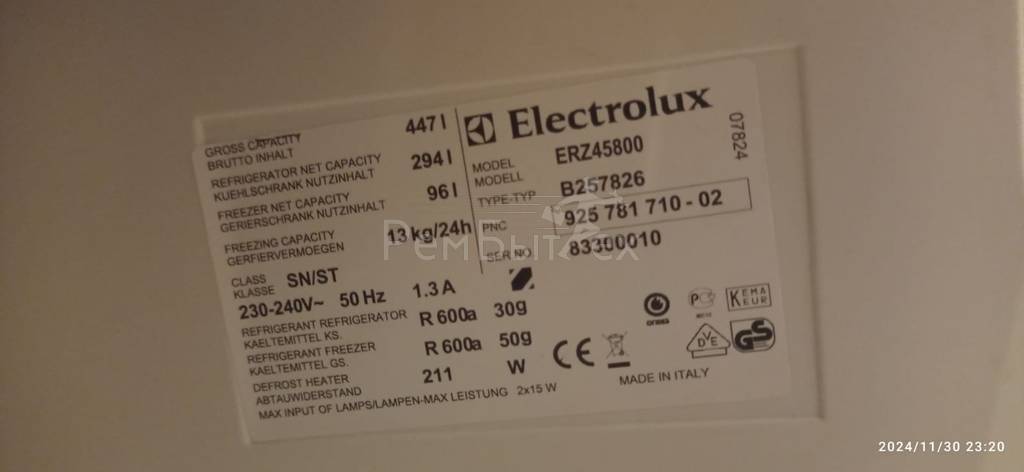 GROSS CAPACITY
BRUTTO INHALT
447 l
REFRIGERATOR NET CAPACITY
KUEHLSCHRANK NUTZINHALT
294 l
FREEZER NET CAPACITY
GERIERSCHRANK NUTZINHALT
96 l
FREEZING CAPACITY
GERFIERVERMOEGEN
13 kg/24h
CLASS
KLASSE
SN/ST
230-240V~ 50 Hz 1.3 A
REFRIGERANT REFRIGERATOR
KAELTEMITTEL KS.
R 600a 30g
REFRIGERANT FREEZER
KAELTEMITTEL GS.
R 600a 50g
DEFROST HEATER
ABTAUWIDERSTAND
211 W
MAX INPUT OF LAMPS/LAMPEN-MAX LEISTUNG 2x15 W
Electrolux
07824
MODEL
MODELL
ERZ45800
TYPE-TYP B257826
PNC 925 781 710 - 02
SER NO 83300010
KEMA
KEUR
CE
DVE
GS
MADE IN ITALY
РемБытТех
2024/11/30 23:20